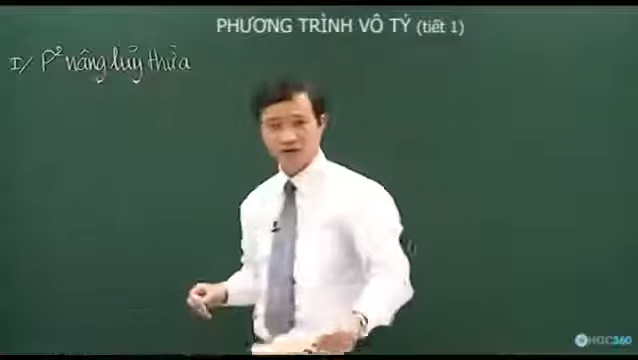 PHƯƠNG TRÌNH VÔ TỶ (tiết 1)
I/ P² nâng lũy thừa
HOC360